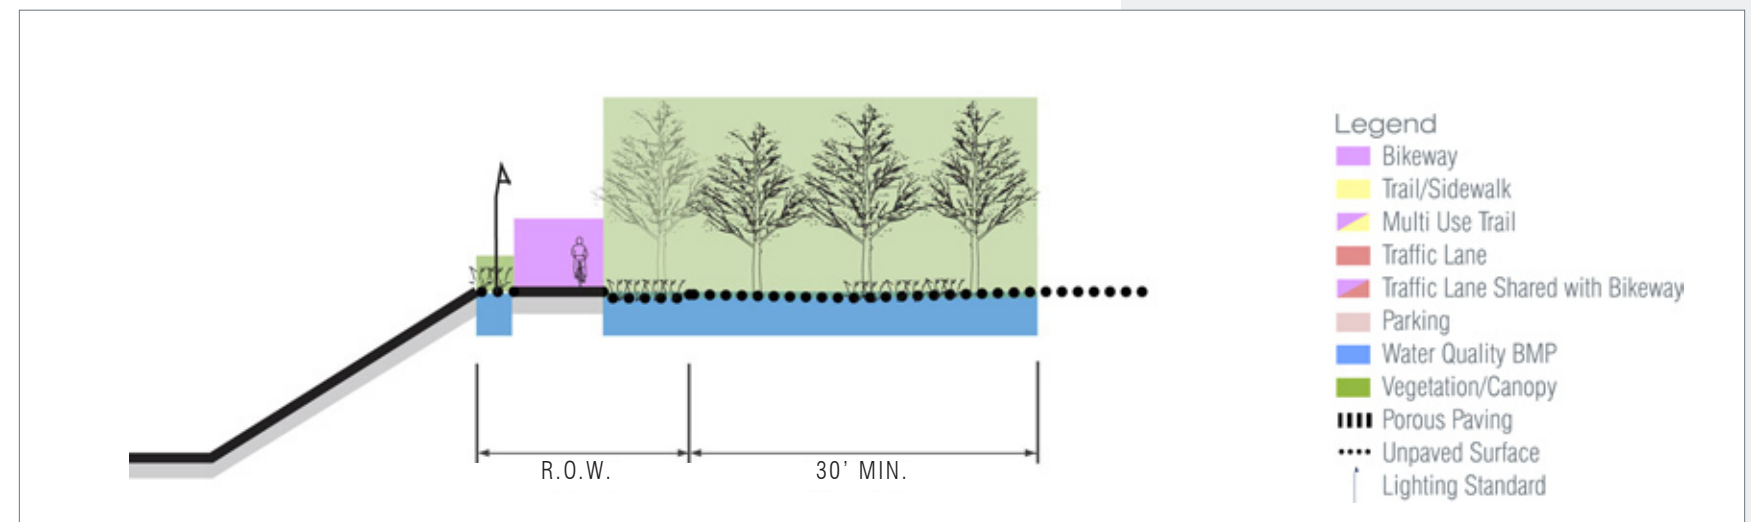 Legend
Bikeway
Trail/Sidewalk
Multi Use Trail
Traffic Lane
Traffic Lane Shared with Bikeway
Parking
Water Quality BMP
Vegetation/Canopy
Porous Paving
Unpaved Surface
Lighting Standard
R.O.W.
30’ MIN.